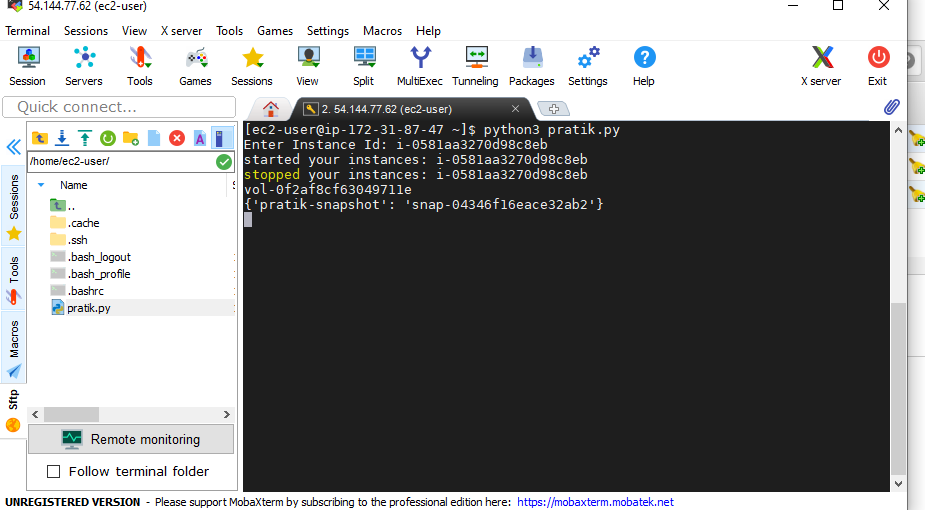 54.144.77.62 (ec2-user)
Terminal Sessions View X server Tools Games Settings Macros Help
Session Servers Tools Games Sessions View Split MultiExec Tunneling Packages Settings Help X server Exit
Quick connect...
2. 54.144.77.62 (ec2-user)
/home/ec2-user/
Name
..
.cache
.ssh
.bash_logout
.bash_profile
.bashrc
pratik.py
Sessions
Tools
Macros
Sftp
Remote monitoring
Follow terminal folder
[ec2-user@ip-172-31-87-47 ~]$ python3 pratik.py
Enter Instance Id: i-0581aa3270d98c8eb
started your instances: i-0581aa3270d98c8eb
stopped your instances: i-0581aa3270d98c8eb
vol-0f2af8cf63049711e
{'pratik-snapshot': 'snap-04346f16eace32ab2'}
UNREGISTERED VERSION - Please support MobaXterm by subscribing to the professional edition here: https://mobaxterm.mobatek.net